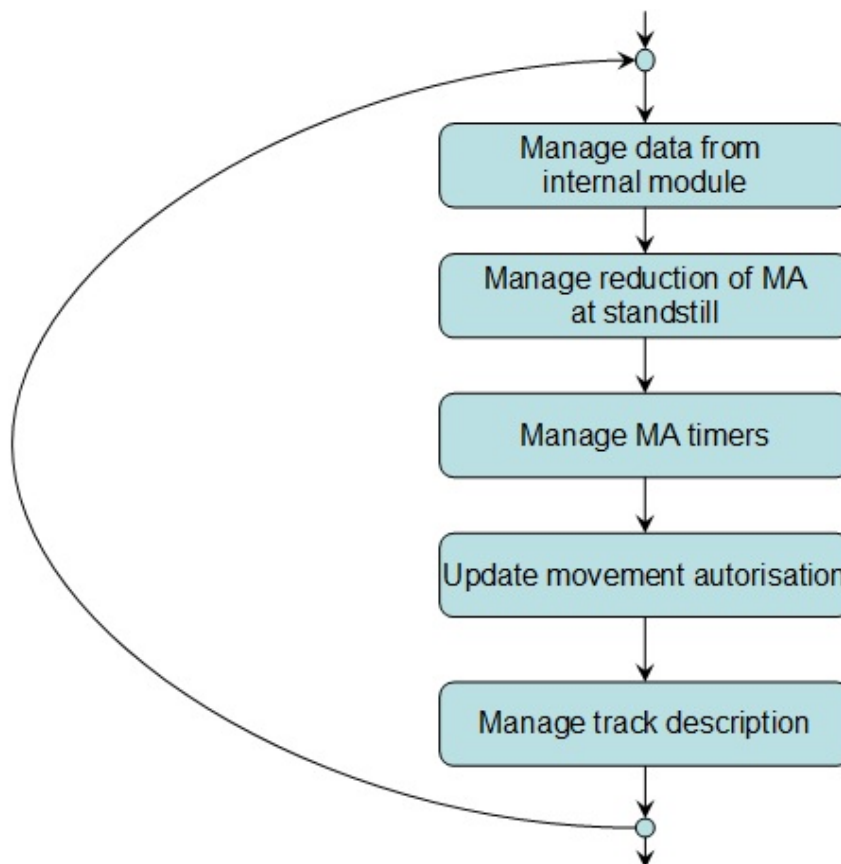 Manage data from
internal module
Manage reduction of MA
at standstill
Manage MA timers
Update movement autorisation
Manage track description